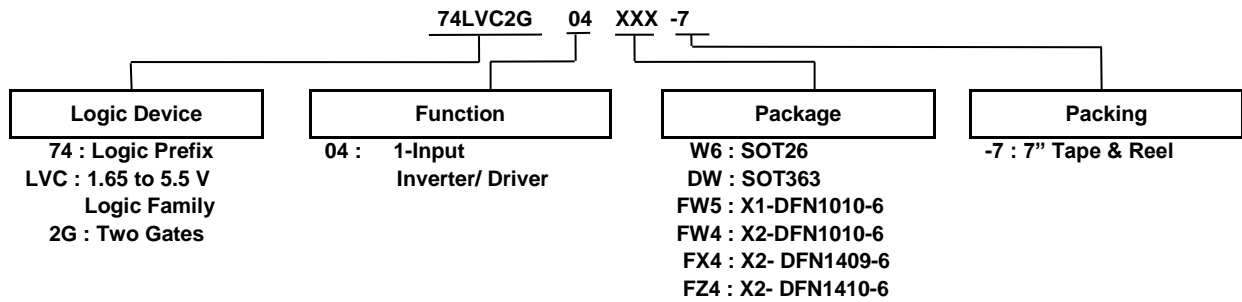 74LVC2G 04 XXX -7
Logic Device
74 : Logic Prefix
LVC : 1.65 to 5.5 V
Logic Family
2G : Two Gates
Function
04 : 1-Input
Inverter/ Driver
Package
W6 : SOT26
DW : SOT363
FW5 : X1-DFN1010-6
FW4 : X2-DFN1010-6
FX4 : X2- DFN1409-6
FZ4 : X2- DFN1410-6
Packing
-7 : 7” Tape & Reel